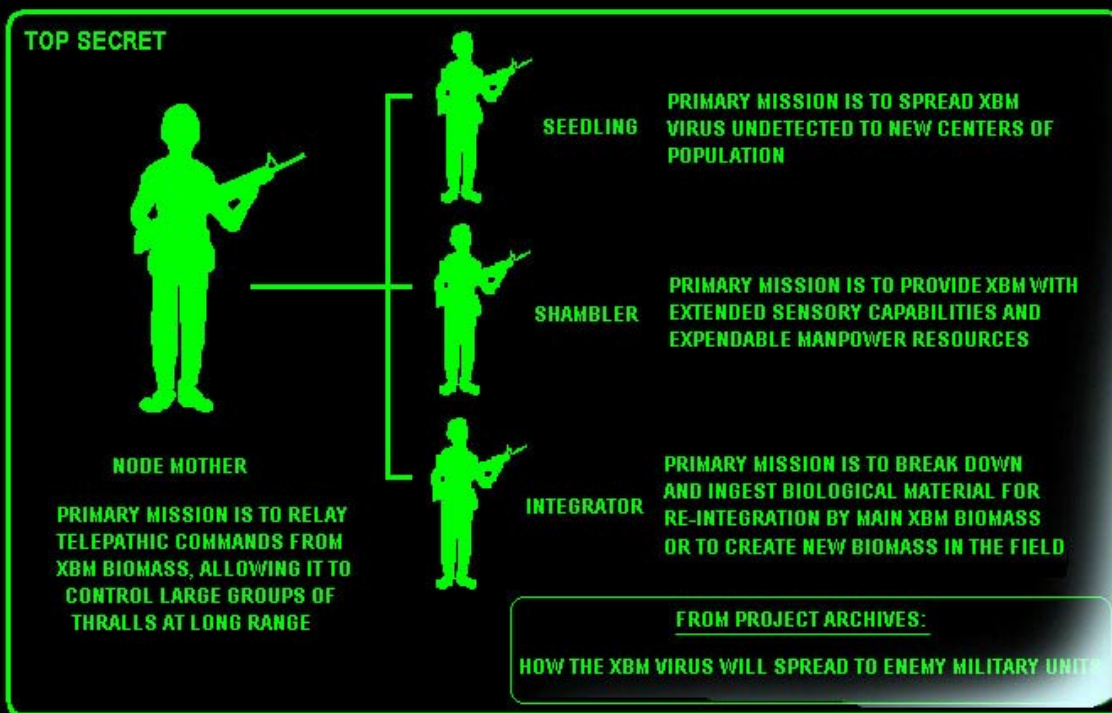 TOP SECRET
SEEDLING
PRIMARY MISSION IS TO SPREAD XBM
VIRUS UNDETECTED TO NEW CENTERS OF
POPULATION
SHAMBLER
PRIMARY MISSION IS TO PROVIDE XBM WITH
EXTENDED SENSORY CAPABILITIES AND
EXPENDABLE MANPOWER RESOURCES
NODE MOTHER
PRIMARY MISSION IS TO RELAY
TELEPATHIC COMMANDS FROM
XBM BIOMASS, ALLOWING IT TO
CONTROL LARGE GROUPS OF
THRALLS AT LONG RANGE
INTEGRATOR
PRIMARY MISSION IS TO BREAK DOWN
AND INGEST BIOLOGICAL MATERIAL FOR
RE-INTEGRATION BY MAIN XBM BIOMASS
OR TO CREATE NEW BIOMASS IN THE FIELD
FROM PROJECT ARCHIVES:
HOW THE XBM VIRUS WILL SPREAD TO ENEMY MILITARY UNITS